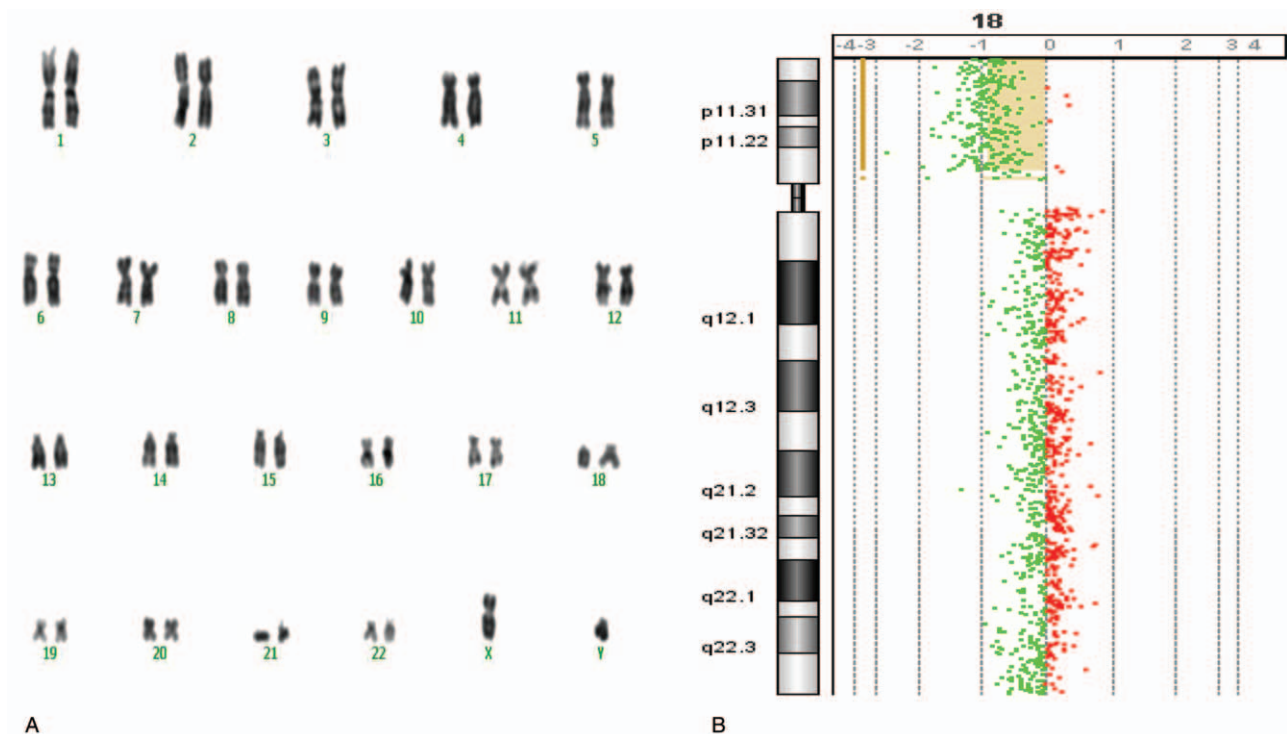 1 2 3 4 5
6 7 8 9 10 11 12
13 14 15 16 17 18
19 20 21 22 X Y
A
18
-4 -3 -2 -1 0 1 2 3 4
p11.31
p11.22
q12.1
q12.3
q21.2
q21.32
q22.1
q22.3
B